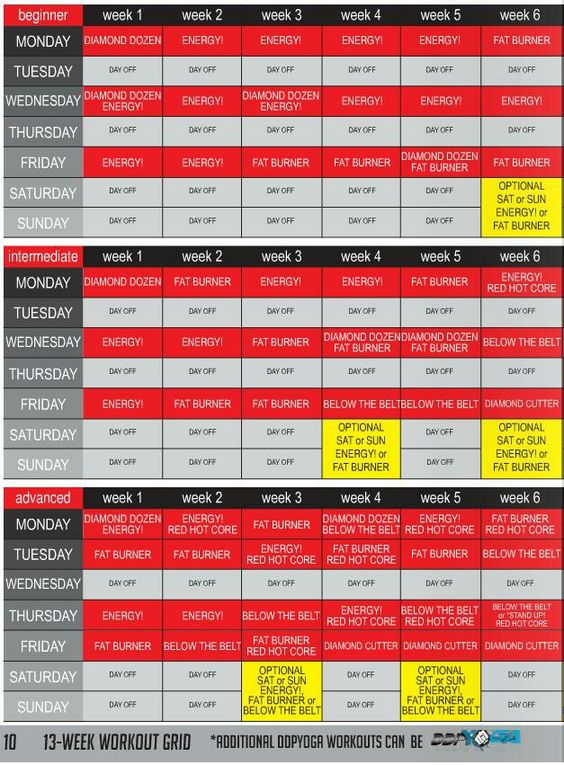 beginner week 1 week 2 week 3 week 4 week 5 week 6
MONDAY DIAMOND DOZEN ENERGY! ENERGY! ENERGY! ENERGY! FAT BURNER
TUESDAY DAY OFF DAY OFF DAY OFF DAY OFF DAY OFF DAY OFF
WEDNESDAY DIAMOND DOZEN ENERGY! ENERGY! DIAMOND DOZEN ENERGY! ENERGY! ENERGY! ENERGY!
THURSDAY DAY OFF DAY OFF DAY OFF DAY OFF DAY OFF DAY OFF
FRIDAY ENERGY! ENERGY! FAT BURNER FAT BURNER DIAMOND DOZEN FAT BURNER FAT BURNER
SATURDAY DAY OFF DAY OFF DAY OFF DAY OFF DAY OFF OPTIONAL SAT or SUN ENERGY! or FAT BURNER
SUNDAY DAY OFF DAY OFF DAY OFF DAY OFF DAY OFF
intermediate week 1 week 2 week 3 week 4 week 5 week 6
MONDAY DIAMOND DOZEN FAT BURNER ENERGY! ENERGY! FAT BURNER ENERGY! RED HOT CORE
TUESDAY DAY OFF DAY OFF DAY OFF DAY OFF DAY OFF DAY OFF
WEDNESDAY ENERGY! ENERGY! FAT BURNER DIAMOND DOZEN FAT BURNER DIAMOND DOZEN FAT BURNER BELOW THE BELT
THURSDAY DAY OFF DAY OFF DAY OFF DAY OFF DAY OFF DAY OFF
FRIDAY ENERGY! FAT BURNER FAT BURNER BELOW THE BELT BELOW THE BELT DIAMOND CUTTER
SATURDAY DAY OFF DAY OFF DAY OFF OPTIONAL SAT or SUN ENERGY! or FAT BURNER DAY OFF OPTIONAL SAT or SUN ENERGY! or FAT BURNER
SUNDAY DAY OFF DAY OFF DAY OFF DAY OFF
advanced week 1 week 2 week 3 week 4 week 5 week 6
MONDAY DIAMOND DOZEN ENERGY! ENERGY! RED HOT CORE FAT BURNER DIAMOND DOZEN BELOW THE BELT ENERGY! RED HOT CORE FAT BURNER RED HOT CORE
TUESDAY FAT BURNER FAT BURNER ENERGY! RED HOT CORE FAT BURNER RED HOT CORE FAT BURNER BELOW THE BELT
WEDNESDAY DAY OFF DAY OFF DAY OFF DAY OFF DAY OFF DAY OFF
THURSDAY ENERGY! ENERGY! BELOW THE BELT ENERGY! RED HOT CORE BELOW THE BELT RED HOT CORE BELOW THE BELT or "STAND UP! RED HOT CORE
FRIDAY FAT BURNER BELOW THE BELT FAT BURNER RED HOT CORE DIAMOND CUTTER DIAMOND CUTTER DIAMOND CUTTER
SATURDAY DAY OFF DAY OFF OPTIONAL SAT or SUN ENERGY!, FAT BURNER or BELOW THE BELT DAY OFF OPTIONAL SAT or SUN ENERGY!, FAT BURNER or BELOW THE BELT DAY OFF
SUNDAY DAY OFF DAY OFF DAY OFF DAY OFF
10 13-WEEK WORKOUT GRID *ADDITIONAL DDPYOGA WORKOUTS CAN BE DDP YOGA